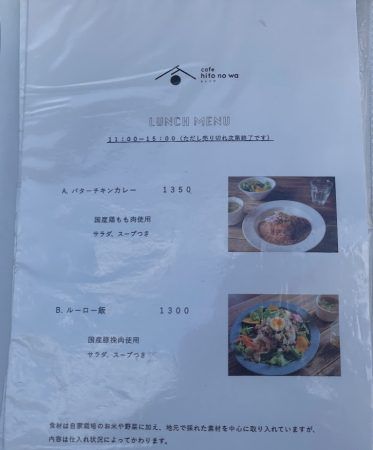 cafe
hito no wa
LUNCH MENU
11:00ー15:00（ただし売り切れ次第終了です）
A. バターチキンカレー 1350
国産鶏もも肉使用
サラダ、スープつき
B. ルーロー飯 1300
国産豚挽肉使用
サラダ、スープつき
食材は自家栽培のお米や野菜に加え、地元で採れた素材を中心に取り入れていますが、
内容は仕入れ状況によってかわります。